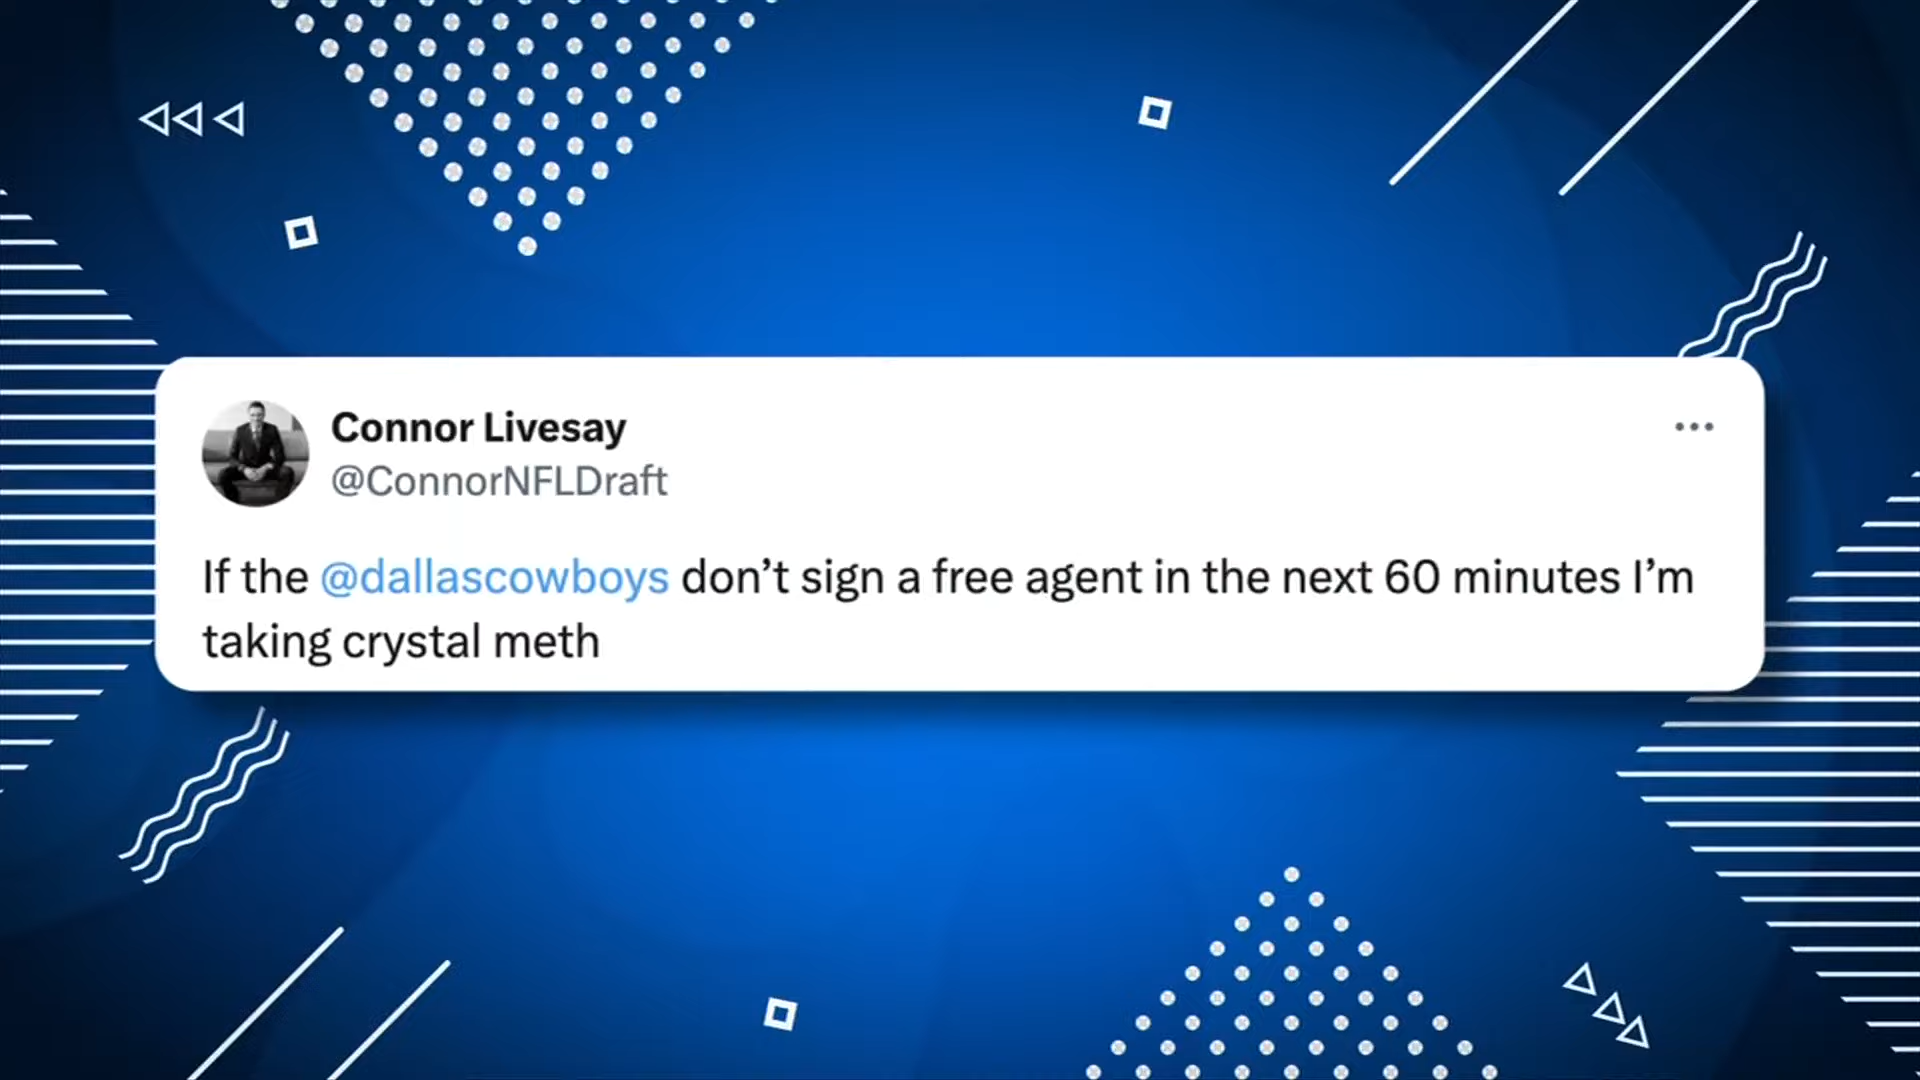 Connor Livesay
@ConnorNFLDraft
If the @dallascowboys don’t sign a free agent in the next 60 minutes I’m
taking crystal meth